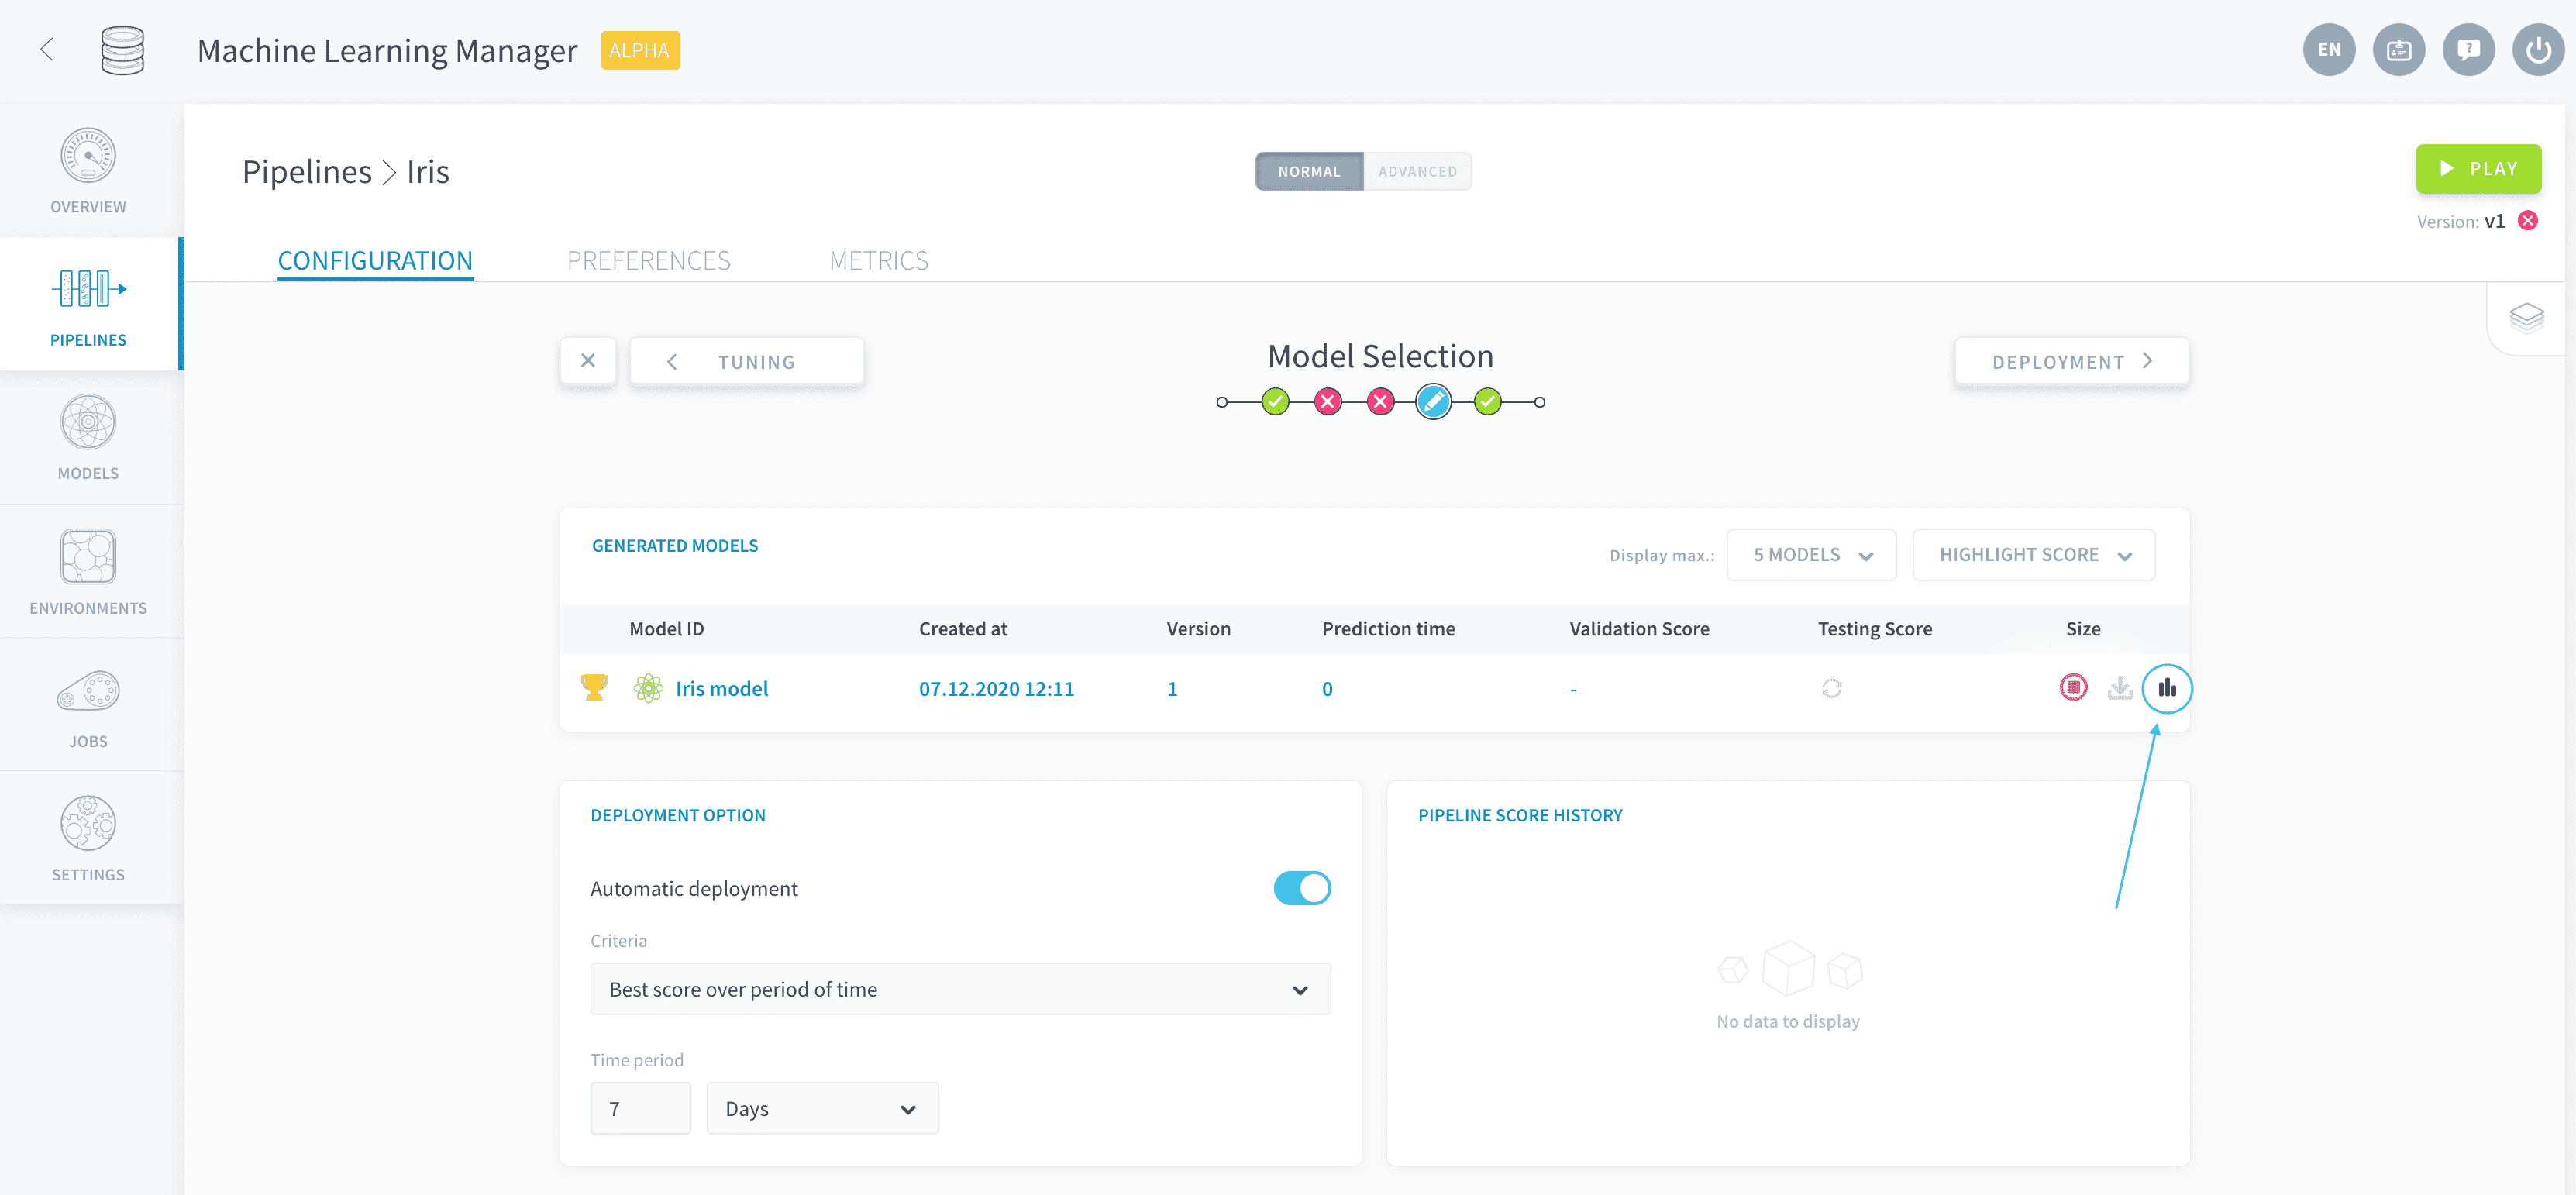 Machine Learning Manager ALPHA
EN
?
OVERVIEW
PIPELINES
MODELS
ENVIRONMENTS
JOBS
SETTINGS
Pipelines > Iris
NORMAL ADVANCED
PLAY
Version: v1
CONFIGURATION PREFERENCES METRICS
TUNING
Model Selection
DEPLOYMENT
GENERATED MODELS
Display max.: 5 MODELS HIGHLIGHT SCORE
Model ID Created at Version Prediction time Validation Score Testing Score Size
Iris model 07.12.2020 12:11 1 0 -
DEPLOYMENT OPTION
Automatic deployment
Criteria
Best score over period of time
Time period
7 Days
PIPELINE SCORE HISTORY
No data to display